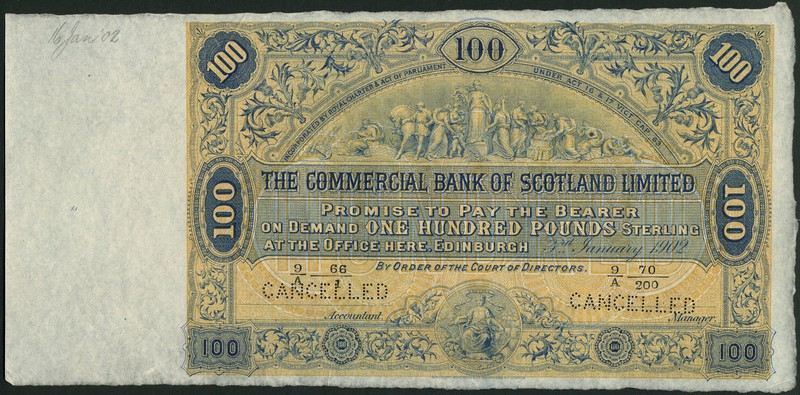 16 Jan '02
100
100
100
INCORPORATED BY ROYAL CHARTER & ACT OF PARLIAMENT
UNDER ACT 16 & 17 VICT CAP. 63
100
100
THE COMMERCIAL BANK OF SCOTLAND LIMITED
PROMISE TO PAY THE BEARER
ON DEMAND ONE HUNDRED POUNDS STERLING
AT THE OFFICE HERE. EDINBURGH 3rd January 1902
BY ORDER OF THE COURT OF DIRECTORS.
9 66
A 1
9 70
A 200
CANCELLED
CANCELLED
Accountant.
Manager.
100
100